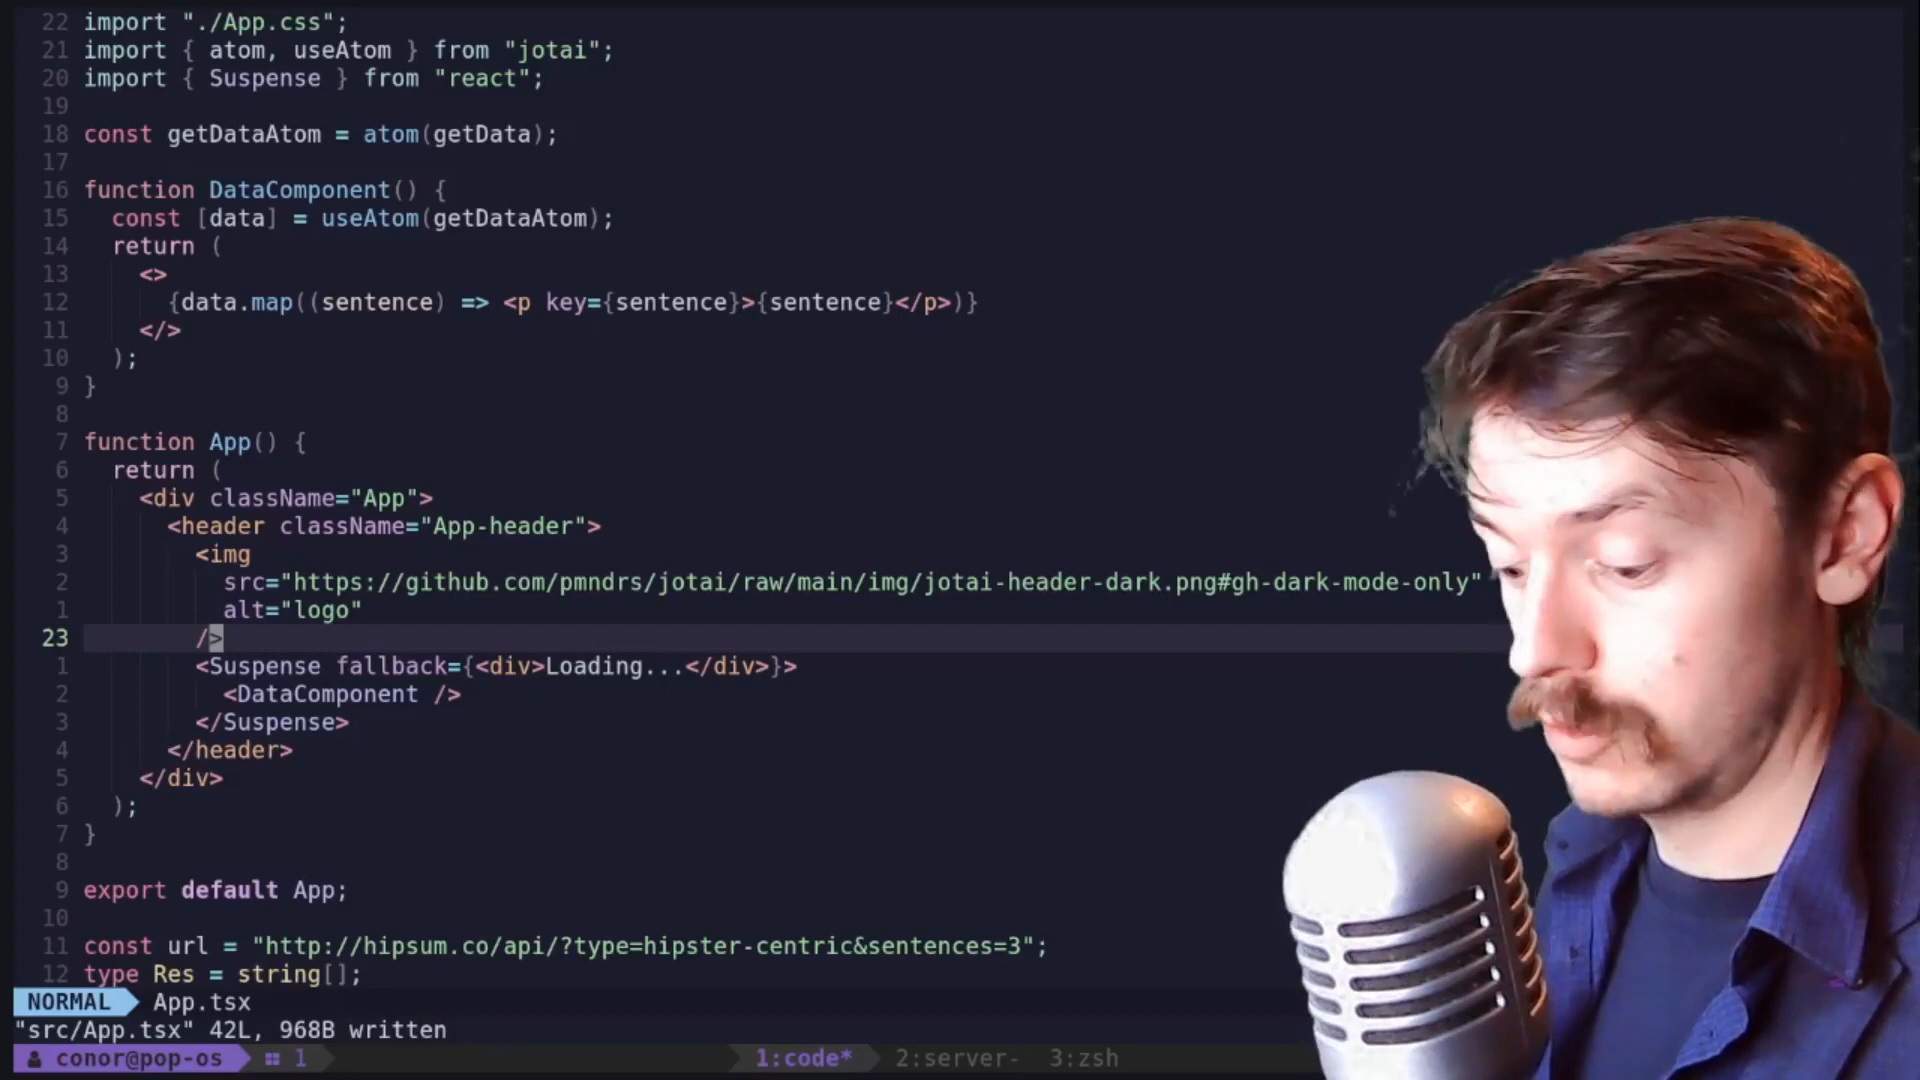 22 import "./App.css";
21 import { atom, useAtom } from "jotai";
20 import { Suspense } from "react";
19
18 const getDataAtom = atom(getData);
17
16 function DataComponent() {
15   const [data] = useAtom(getDataAtom);
14   return (
13     <>
12       {data.map((sentence) => <p key={sentence}>{sentence}</p>)}
11     </>
10   );
9 }
8
7 function App() {
6   return (
5     <div className="App">
4       <header className="App-header">
3         <img
2           src="https://github.com/pmndrs/jotai/raw/main/img/jotai-header-dark.png#gh-dark-mode-only"
1           alt="logo"
23         />
1         <Suspense fallback={<div>Loading...</div>}>
2           <DataComponent />
3         </Suspense>
4       </header>
5     </div>
6   );
7 }
8
9 export default App;
10
11 const url = "http://hipsum.co/api/?type=hipster-centric&sentences=3";
12 type Res = string[];
NORMAL App.tsx
"src/App.tsx" 42L, 968B written
conor@pop-os 1 1:code* 2:server- 3:zsh